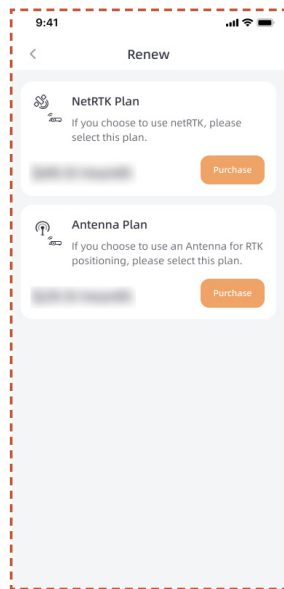 9:41
Renew
NetRTK Plan
If you choose to use netRTK, please
select this plan.
Purchase
Antenna Plan
If you choose to use an Antenna for RTK
positioning, please select this plan.
Purchase